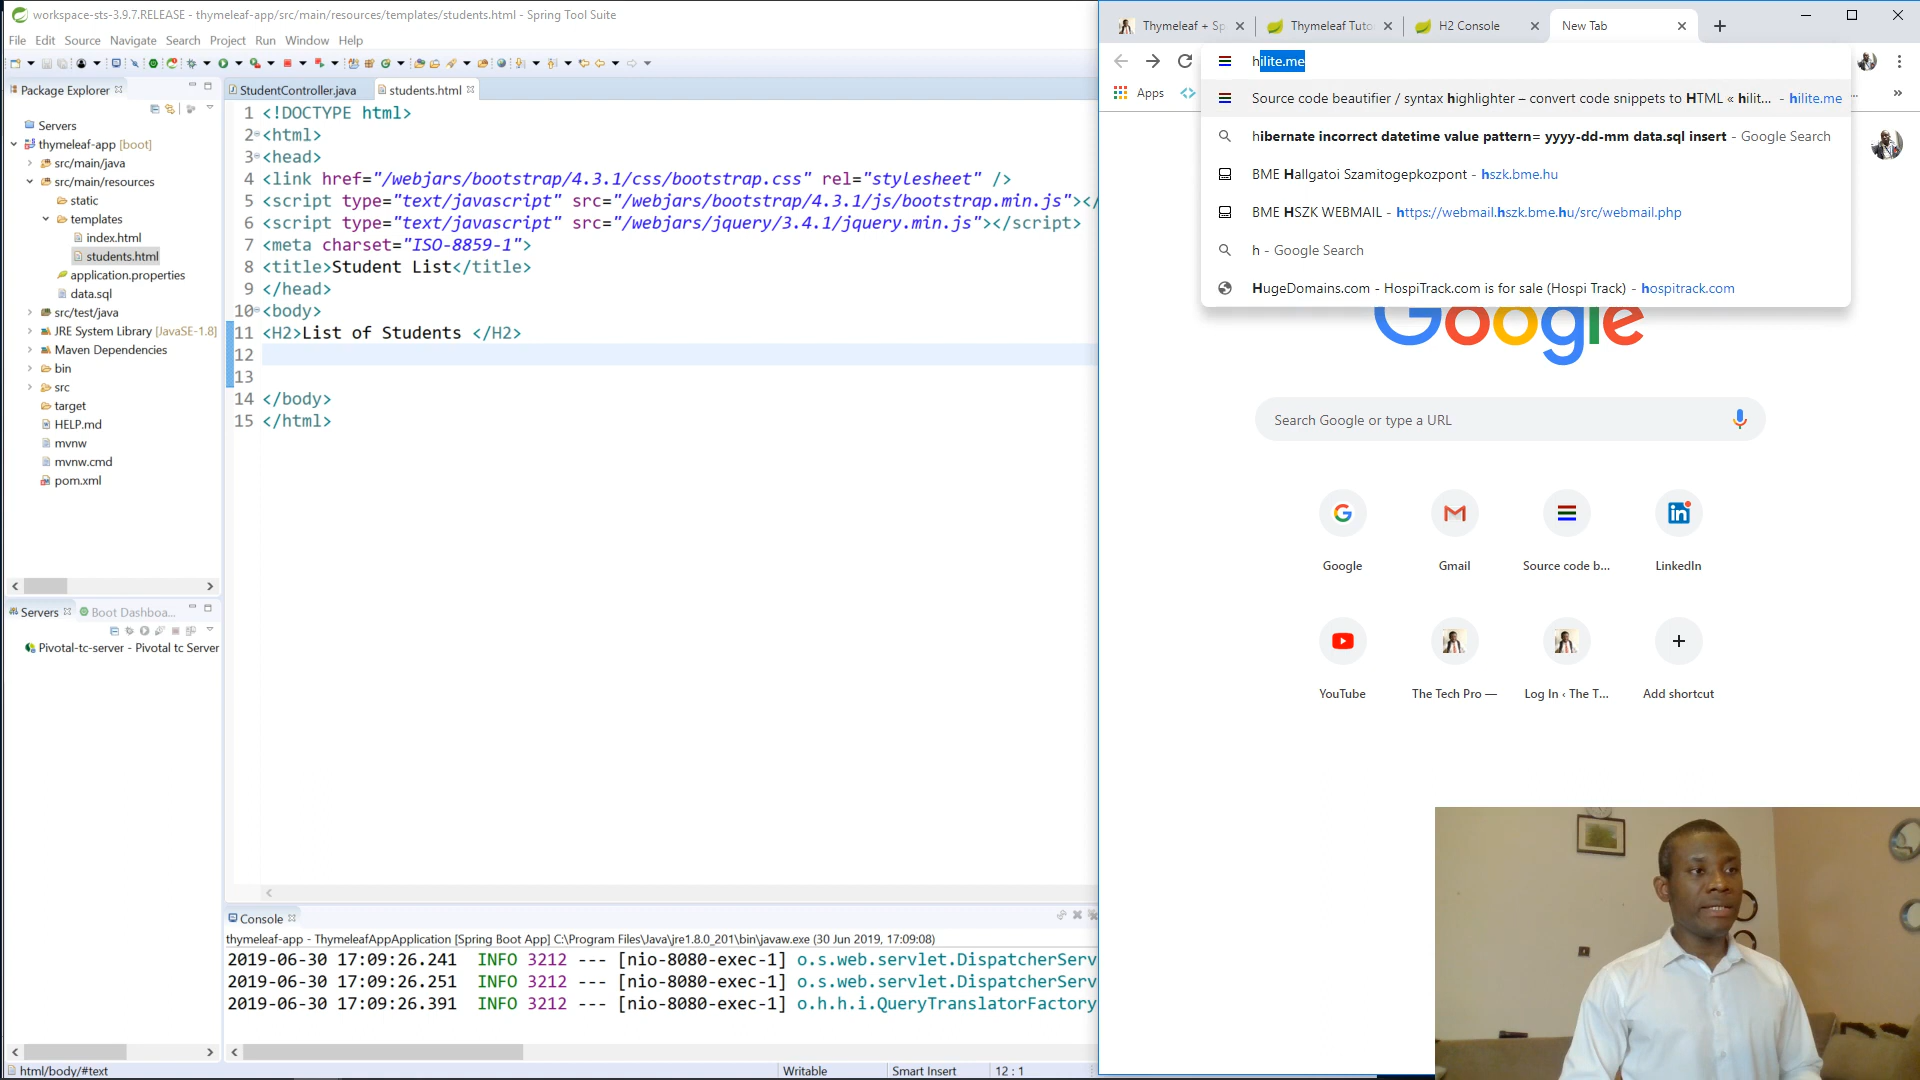 workspace-sts-3.9.7.RELEASE - thymeleaf-app/src/main/resources/templates/students.html - Spring Tool Suite
File Edit Source Navigate Search Project Run Window Help
Package Explorer
Servers
thymeleaf-app [boot]
src/main/java
src/main/resources
static
templates
index.html
students.html
application.properties
data.sql
src/test/java
JRE System Library [JavaSE-1.8]
Maven Dependencies
bin
src
target
HELP.md
mvnw
mvnw.cmd
pom.xml
Servers Boot Dashboa...
Pivotal-tc-server - Pivotal tc Server
StudentController.java students.html
1 <!DOCTYPE html>
2 <html>
3 <head>
4 <link href="/webjars/bootstrap/4.3.1/css/bootstrap.css" rel="stylesheet" />
5 <script type="text/javascript" src="/webjars/bootstrap/4.3.1/js/bootstrap.min.js"></
6 <script type="text/javascript" src="/webjars/jquery/3.4.1/jquery.min.js"></script>
7 <meta charset="ISO-8859-1">
8 <title>Student List</title>
9 </head>
10 <body>
11 <H2>List of Students </H2>
12
13
14 </body>
15 </html>
Console
thymeleaf-app - ThymeleafAppApplication [Spring Boot App] C:\Program Files\Java\jre1.8.0_201\bin\javaw.exe (30 Jun 2019, 17:09:08)
2019-06-30 17:09:26.241 INFO 3212 --- [nio-8080-exec-1] o.s.web.servlet.DispatcherServ
2019-06-30 17:09:26.251 INFO 3212 --- [nio-8080-exec-1] o.s.web.servlet.DispatcherServ
2019-06-30 17:09:26.391 INFO 3212 --- [nio-8080-exec-1] o.h.h.i.QueryTranslatorFactory
html/body/#text Writable Smart Insert 12 : 1
Thymeleaf + Sp Thymeleaf Tuto H2 Console New Tab
hilite.me
Apps
Source code beautifier / syntax highlighter – convert code snippets to HTML « hilit... - hilite.me
hibernate incorrect datetime value pattern= yyyy-dd-mm data.sql insert - Google Search
BME Hallgatoi Szamitogepkozpont - hszk.bme.hu
BME HSZK WEBMAIL - https://webmail.hszk.bme.hu/src/webmail.php
h - Google Search
HugeDomains.com - HospiTrack.com is for sale (Hospi Track) - hospitrack.com
Google
Search Google or type a URL
Google Gmail Source code b... LinkedIn
YouTube The Tech Pro — Log In ‹ The T... Add shortcut